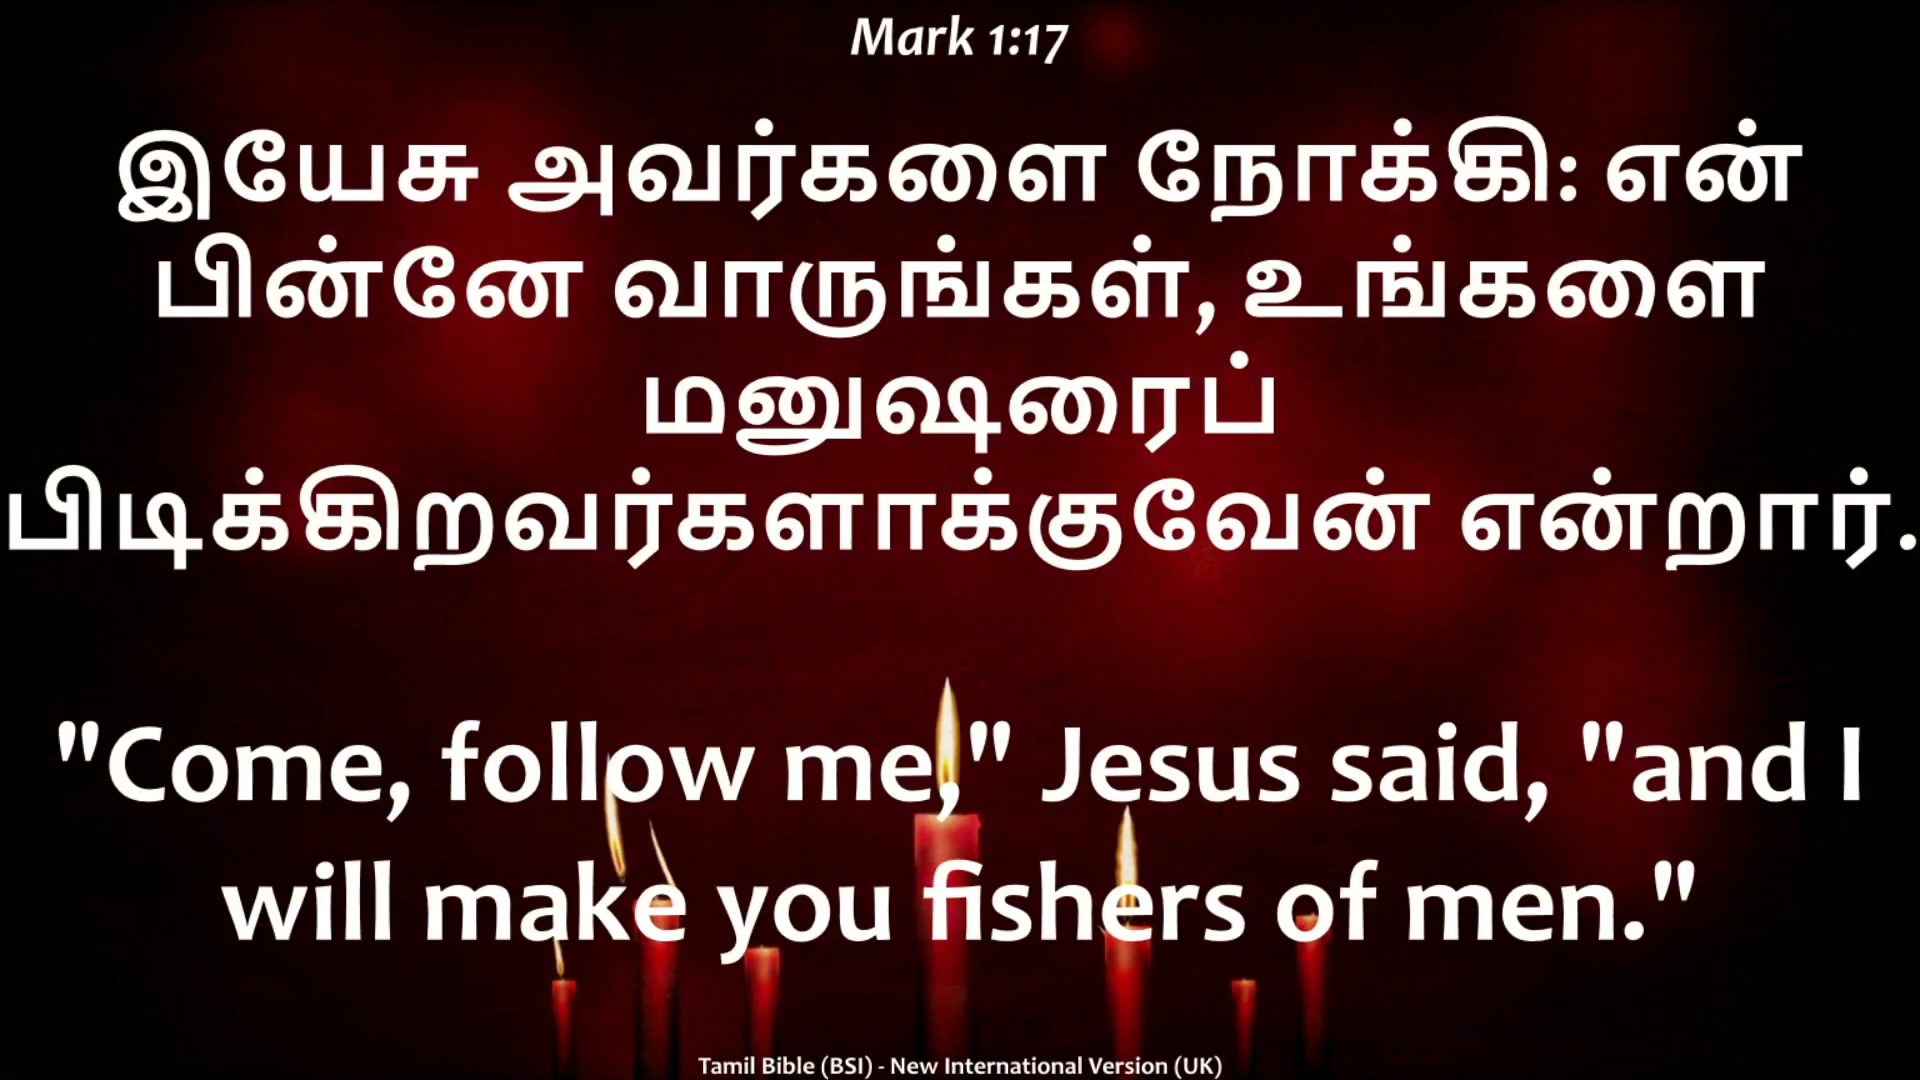 Mark 1:17
இயேசு அவர்களை நோக்கி: என்
பின்னே வாருங்கள், உங்களை
மனுஷரைப்
பிடிக்கிறவர்களாக்குவேன் என்றார்.
"Come, follow me," Jesus said, "and I
will make you fishers of men."
Tamil Bible (BSI) - New International Version (UK)